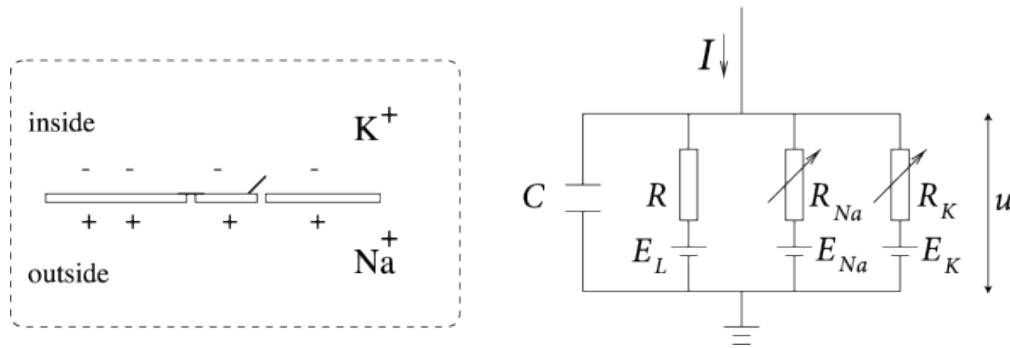 inside
K⁺
- - - -
+ + + +
outside
Na⁺
I
C
R
R_Na
R_K
u
E_L
E_Na
E_K